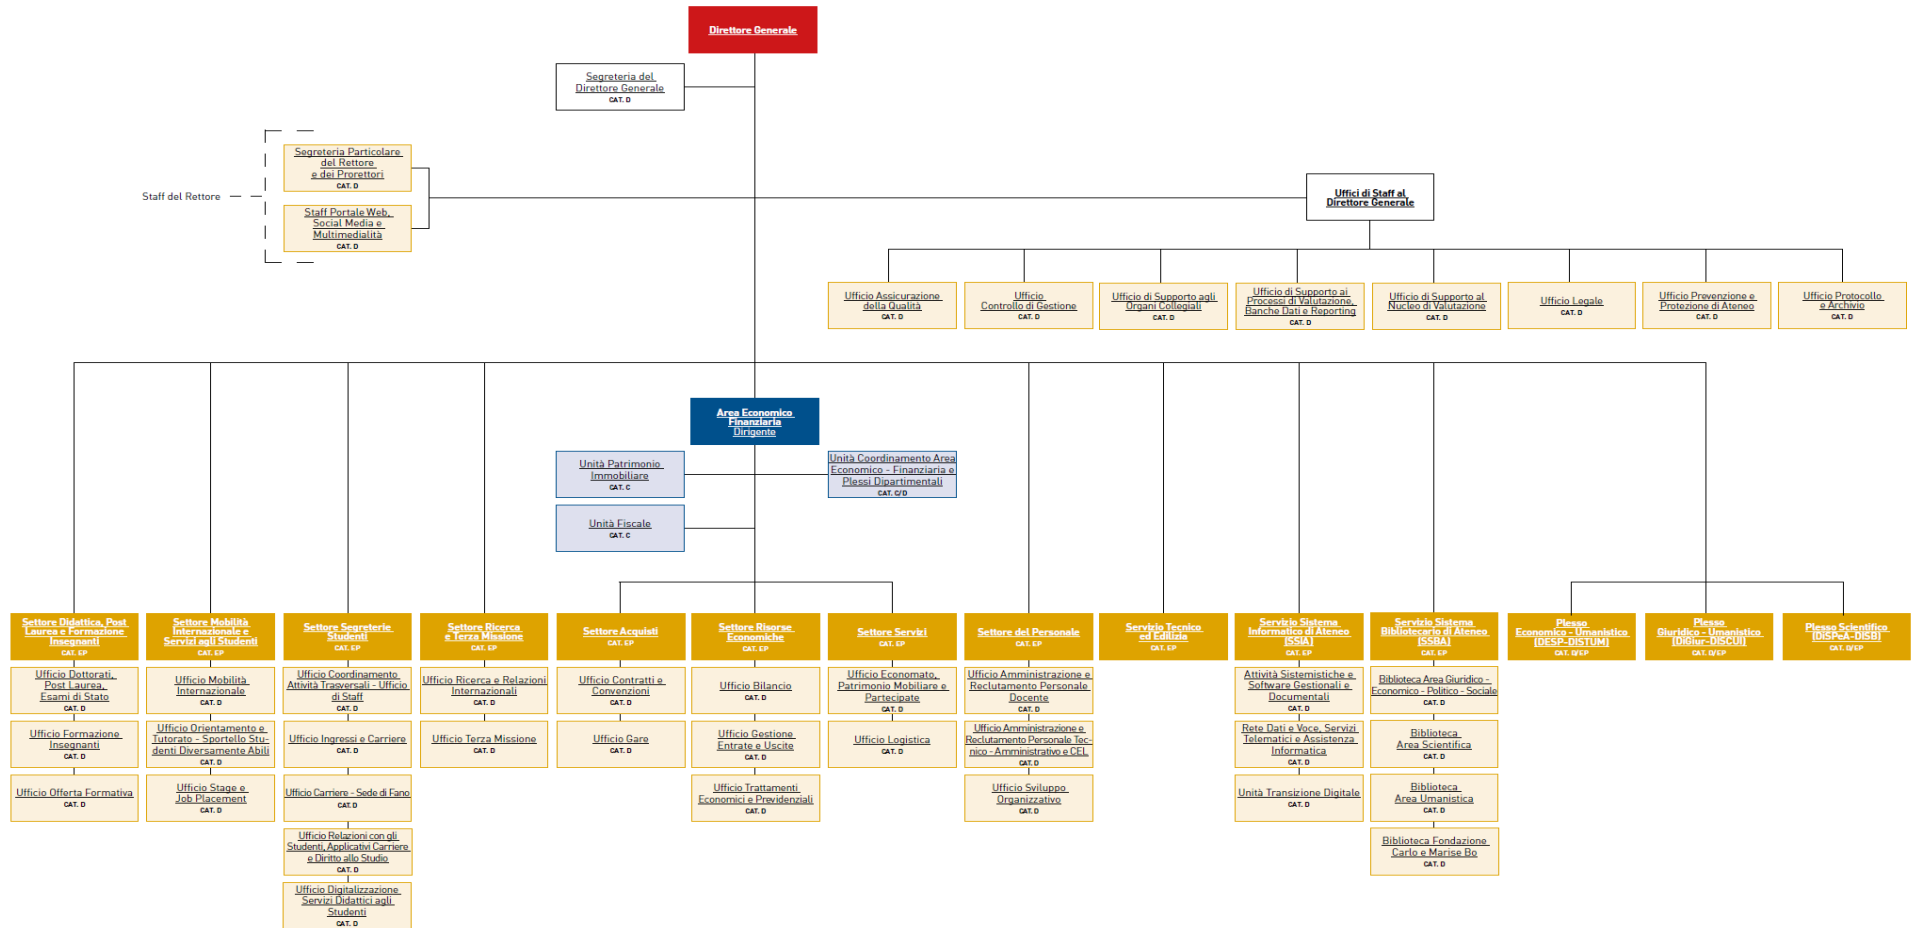 Direttore Generale
Segreteria del
Direttore Generale
CAT. D
Staff del Rettore
Segreteria Particolare
del Rettore
e dei Prorettori
CAT. D
Staff Portale Web,
Social Media e
Multimedialità
CAT. D
Uffici di Staff al
Direttore Generale
Ufficio Assicurazione
della Qualità
CAT. D
Ufficio
Controllo di Gestione
CAT. D
Ufficio di Supporto agli
Organi Collegiali
CAT. D
Ufficio di Supporto ai
Processi di Valutazione,
Banche Dati e Reporting
CAT. D
Ufficio di Supporto al
Nucleo di Valutazione
CAT. D
Ufficio Legale
CAT. D
Ufficio Prevenzione e
Protezione di Ateneo
CAT. D
Ufficio Protocollo
e Archivio
CAT. D
Area Economico
Finanziaria
Dirigente
Unità Patrimonio
Immobiliare
CAT. C
Unità Coordinamento Area
Economico - Finanziaria e
Plessi Dipartimentali
CAT. C/D
Unità Fiscale
CAT. C
Settore Didattica, Post
Laurea e Formazione
Insegnanti
CAT. EP
Ufficio Dottorati,
Post Laurea,
Esami di Stato
CAT. D
Ufficio Formazione
Insegnanti
CAT. D
Ufficio Offerta Formativa
CAT. D
Settore Mobilità
Internazionale e
Servizi agli Studenti
CAT. EP
Ufficio Mobilità
Internazionale
CAT. D
Ufficio Orientamento e
Tutorato - Sportello Stu-
denti Diversamente Abili
CAT. D
Ufficio Stage e
Job Placement
CAT. D
Settore Segreterie
Studenti
CAT. EP
Ufficio Coordinamento
Attività Trasversali - Ufficio
di Staff
CAT. D
Ufficio Ingressi e Carriere
CAT. D
Ufficio Carriere - Sede di Fano
CAT.D
Ufficio Relazioni con gli
Studenti, Applicativi Carriere
e Diritto allo Studio
CAT. D
Ufficio Digitalizzazione
Servizi Didattici agli
Studenti
CAT. D
Settore Ricerca
e Terza Missione
CAT. EP
Ufficio Ricerca e Relazioni
Internazionali
CAT. D
Ufficio Terza Missione
CAT. D
Settore Acquisti
CAT. EP
Ufficio Contratti e
Convenzioni
CAT. D
Ufficio Gare
CAT. D
Settore Risorse
Economiche
CAT. EP
Ufficio Bilancio
CAT. D
Ufficio Gestione
Entrate e Uscite
CAT. D
Ufficio Trattamenti
Economici e Previdenziali
CAT. D
Settore Servizi
CAT. EP
Ufficio Economato,
Patrimonio Mobiliare e
Partecipate
CAT. D
Ufficio Logistica
CAT. D
Settore del Personale
CAT. EP
Ufficio Amministrazione e
Reclutamento Personale
Docente
CAT. D
Ufficio Amministrazione e
Reclutamento Personale Tec-
nico - Amministrativo e CEL
CAT. D
Ufficio Sviluppo
Organizzativo
CAT. D
Servizio Tecnico
ed Edilizia
CAT. EP
Servizio Sistema
Informatico di Ateneo
(SSIA)
CAT. EP
Attività Sistemistiche e
Software Gestionali e
Documentali
CAT. D
Rete Dati e Voce, Servizi
Telematici e Assistenza
Informatica
CAT. D
Unità Transizione Digitale
CAT. D
Servizio Sistema
Bibliotecario di Ateneo
(SSBA)
CAT. EP
Biblioteca Area Giuridico -
Economico - Politico - Sociale
CAT. D
Biblioteca
Area Scientifica
CAT. D
Biblioteca
Area Umanistica
CAT. D
Biblioteca Fondazione
Carlo e Marise Bo
CAT. D
Plesso
Economico - Umanistico
(DESP-DISTUM)
CAT. D/EP
Plesso
Giuridico - Umanistico
(DiGiur-DISCUI)
CAT. D/EP
Plesso Scientifico
(DiSPeA-DISB)
CAT. D/EP